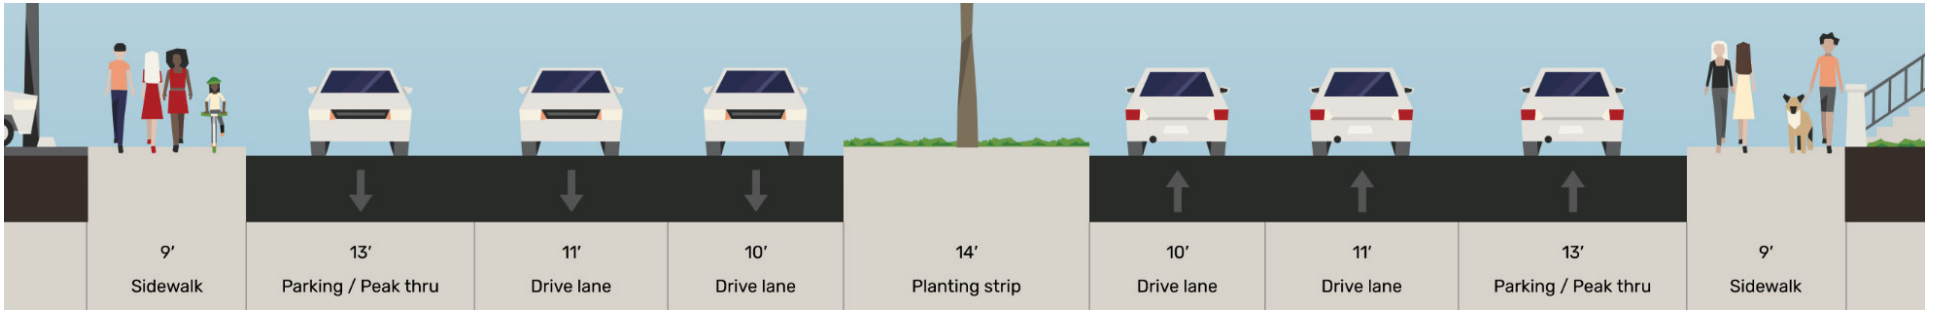 9′
Sidewalk
13′
Parking / Peak thru
11′
Drive lane
10′
Drive lane
14′
Planting strip
10′
Drive lane
11′
Drive lane
13′
Parking / Peak thru
9′
Sidewalk